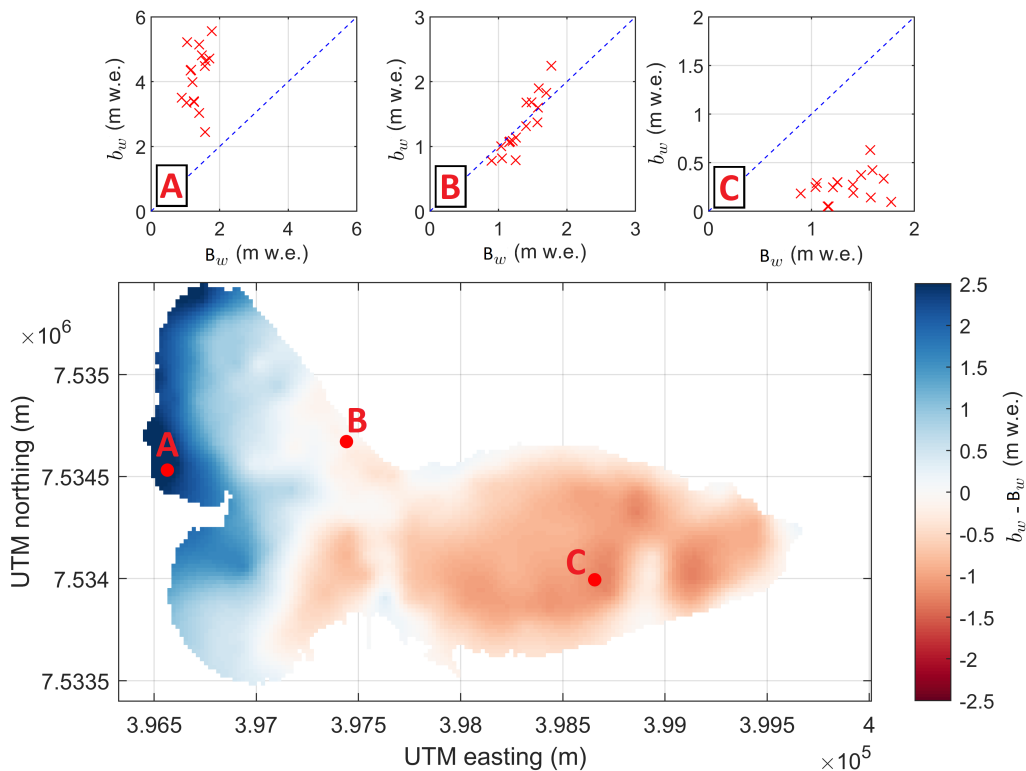 6
4
2
0
b_w (m w.e.)
A
0 2 4 6
B_w (m w.e.)
3
2
1
0
b_w (m w.e.)
B
0 1 2 3
B_w (m w.e.)
2
1.5
1
0.5
0
b_w (m w.e.)
C
0 1 2
B_w (m w.e.)
×10^6
7.535
7.5345
7.534
7.5335
UTM northing (m)
A
B
C
3.965 3.97 3.975 3.98 3.985 3.99 3.995 4
UTM easting (m)
×10^5
2.5
2
1.5
1
0.5
0
-0.5
-1
-1.5
-2
-2.5
b_w - B_w (m w.e.)